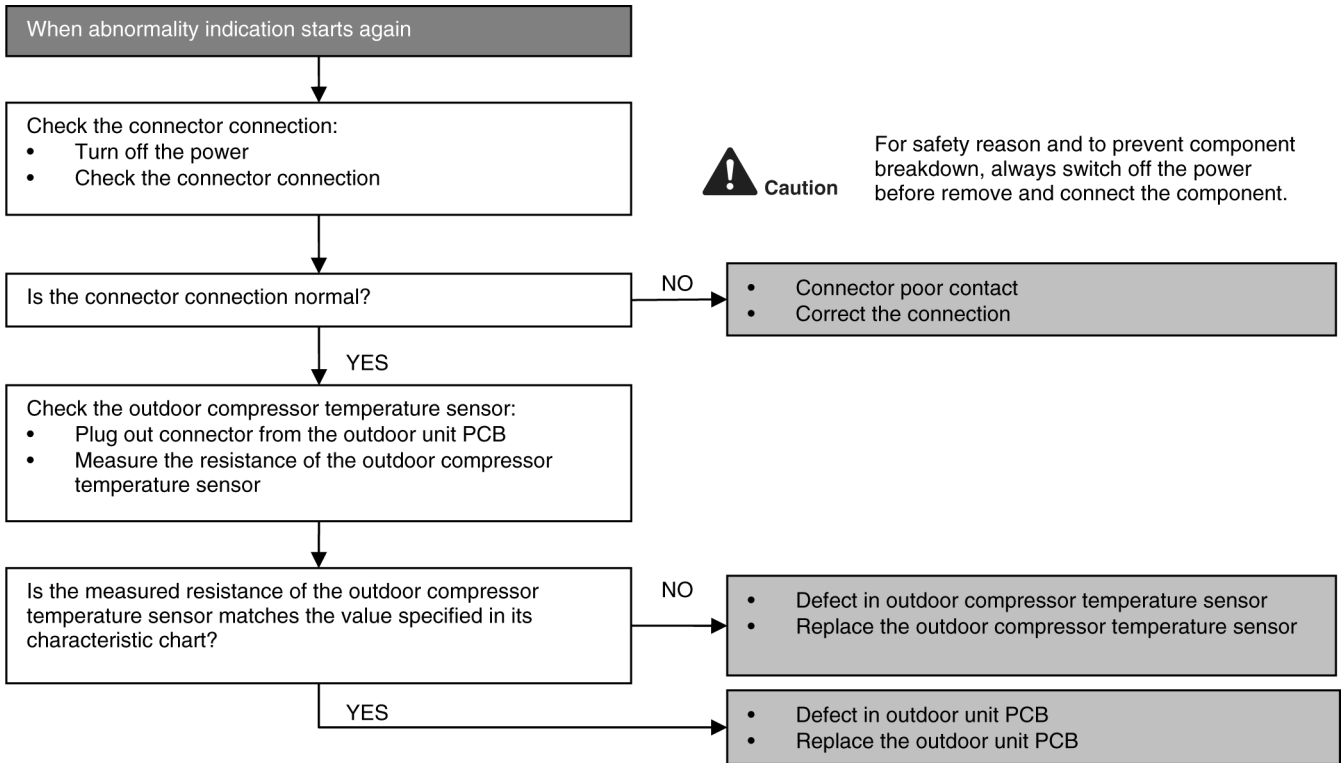 When abnormality indication starts again
Check the connector connection:
• Turn off the power
• Check the connector connection
Caution
For safety reason and to prevent component
breakdown, always switch off the power
before remove and connect the component.
Is the connector connection normal?
NO
• Connector poor contact
• Correct the connection
YES
Check the outdoor compressor temperature sensor:
• Plug out connector from the outdoor unit PCB
• Measure the resistance of the outdoor compressor
temperature sensor
Is the measured resistance of the outdoor compressor
temperature sensor matches the value specified in its
characteristic chart?
NO
• Defect in outdoor compressor temperature sensor
• Replace the outdoor compressor temperature sensor
YES
• Defect in outdoor unit PCB
• Replace the outdoor unit PCB